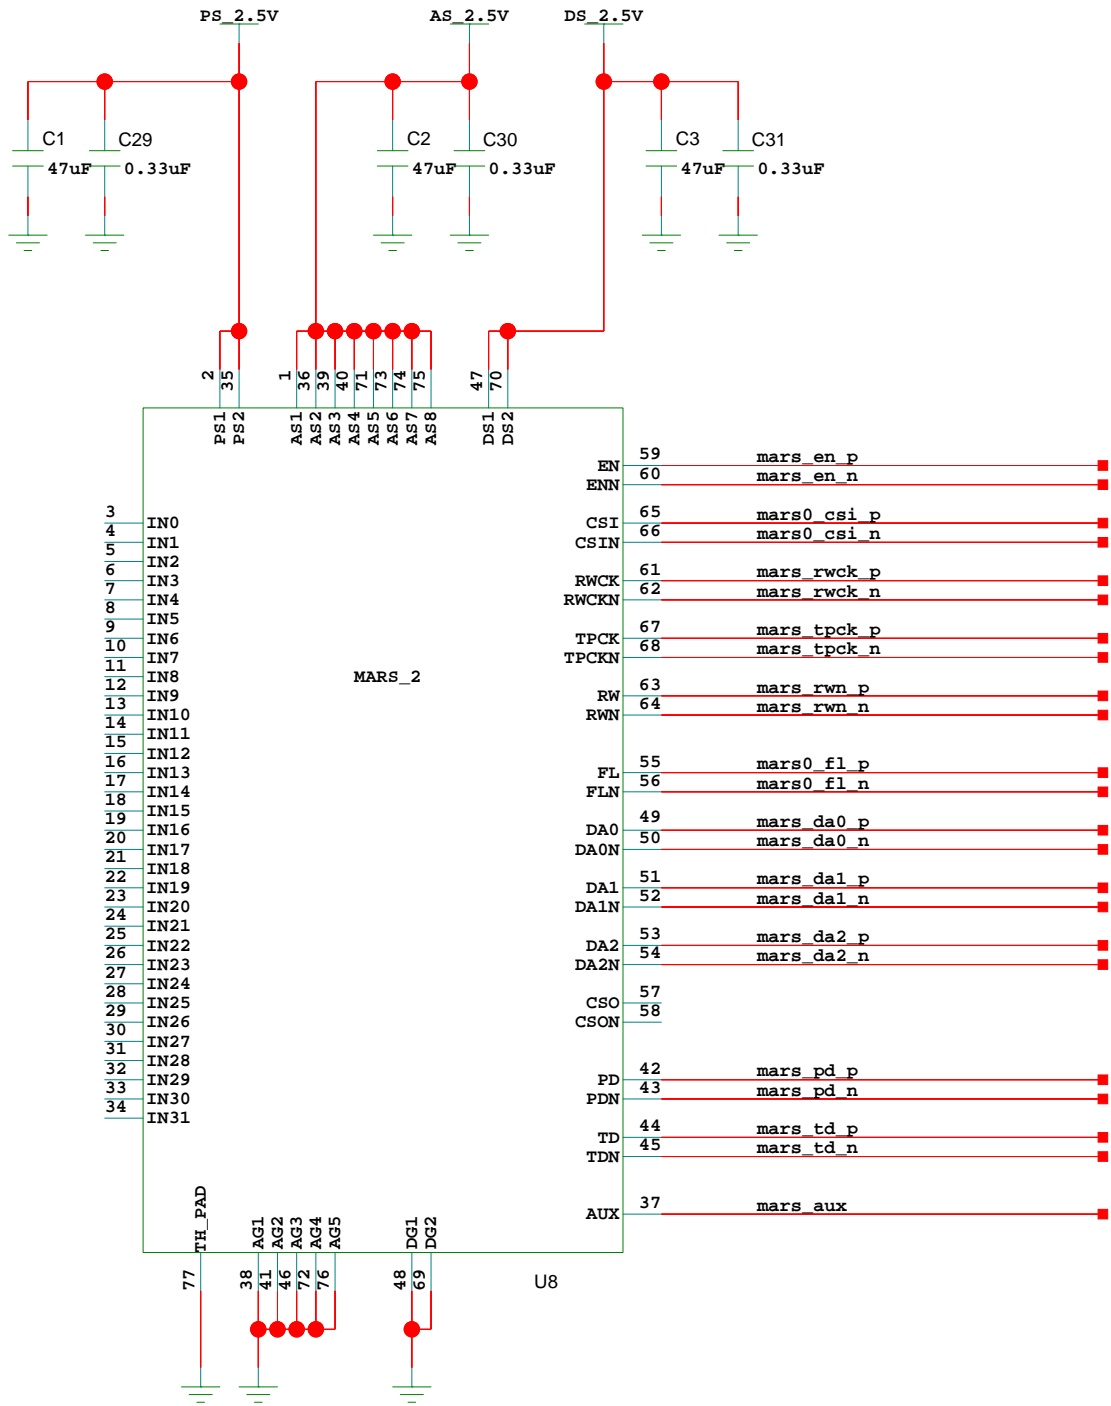 PS_2.5V AS_2.5V DS_2.5V
C1 C29 C2 C30 C3 C31
47uF 0.33uF 47uF 0.33uF 47uF 0.33uF
2 35 1 36 39 40 71 73 74 75 47 70
PS1 PS2 AS1 AS2 AS3 AS4 AS5 AS6 AS7 AS8 DS1 DS2
3 IN0
4 IN1
5 IN2
6 IN3
7 IN4
8 IN5
9 IN6
10 IN7
11 IN8
12 IN9
13 IN10
14 IN11
15 IN12
16 IN13
17 IN14
18 IN15
19 IN16
20 IN17
21 IN18
22 IN19
23 IN20
24 IN21
25 IN22
26 IN23
27 IN24
28 IN25
29 IN26
30 IN27
31 IN28
32 IN29
33 IN30
34 IN31
MARS_2
EN 59 mars_en_p
ENN 60 mars_en_n
CSI 65 mars0_csi_p
CSIN 66 mars0_csi_n
RWCK 61 mars_rwck_p
RWCKN 62 mars_rwck_n
TPCK 67 mars_tpck_p
TPCKN 68 mars_tpck_n
RW 63 mars_rwn_p
RWN 64 mars_rwn_n
FL 55 mars0_fl_p
FLN 56 mars0_fl_n
DA0 49 mars_da0_p
DA0N 50 mars_da0_n
DA1 51 mars_da1_p
DA1N 52 mars_da1_n
DA2 53 mars_da2_p
DA2N 54 mars_da2_n
CSO 57
CSON 58
PD 42 mars_pd_p
PDN 43 mars_pd_n
TD 44 mars_td_p
TDN 45 mars_td_n
AUX 37 mars_aux
TH_PAD AG1 AG2 AG3 AG4 AG5 DG1 DG2
77 38 41 46 72 76 48 69
U8